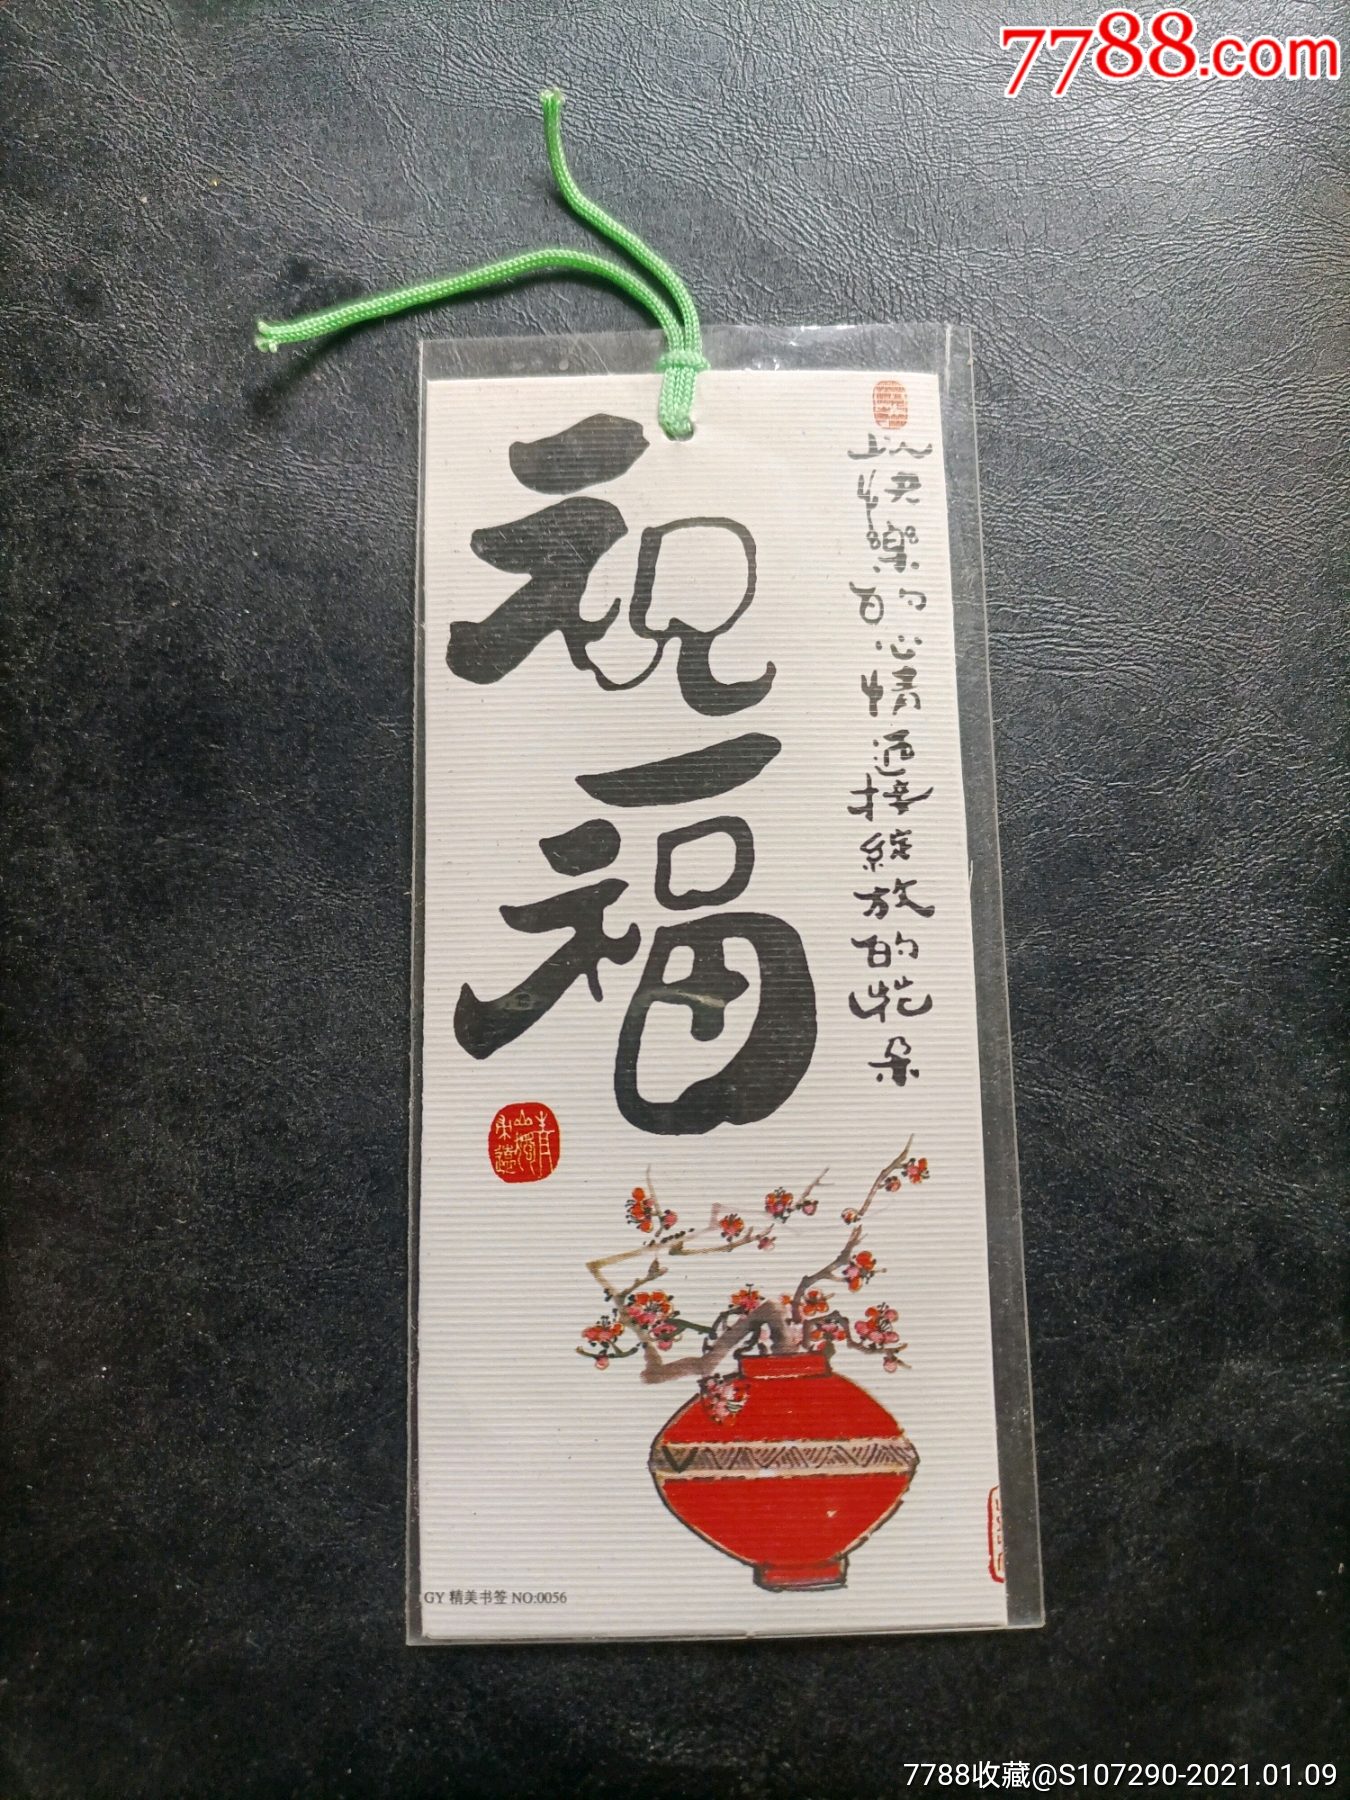 7788.com
祝福
以快樂的心情迎接綻放的花朵
GY 精美书签 NO:0056
7788收藏@S107290-2021.01.09